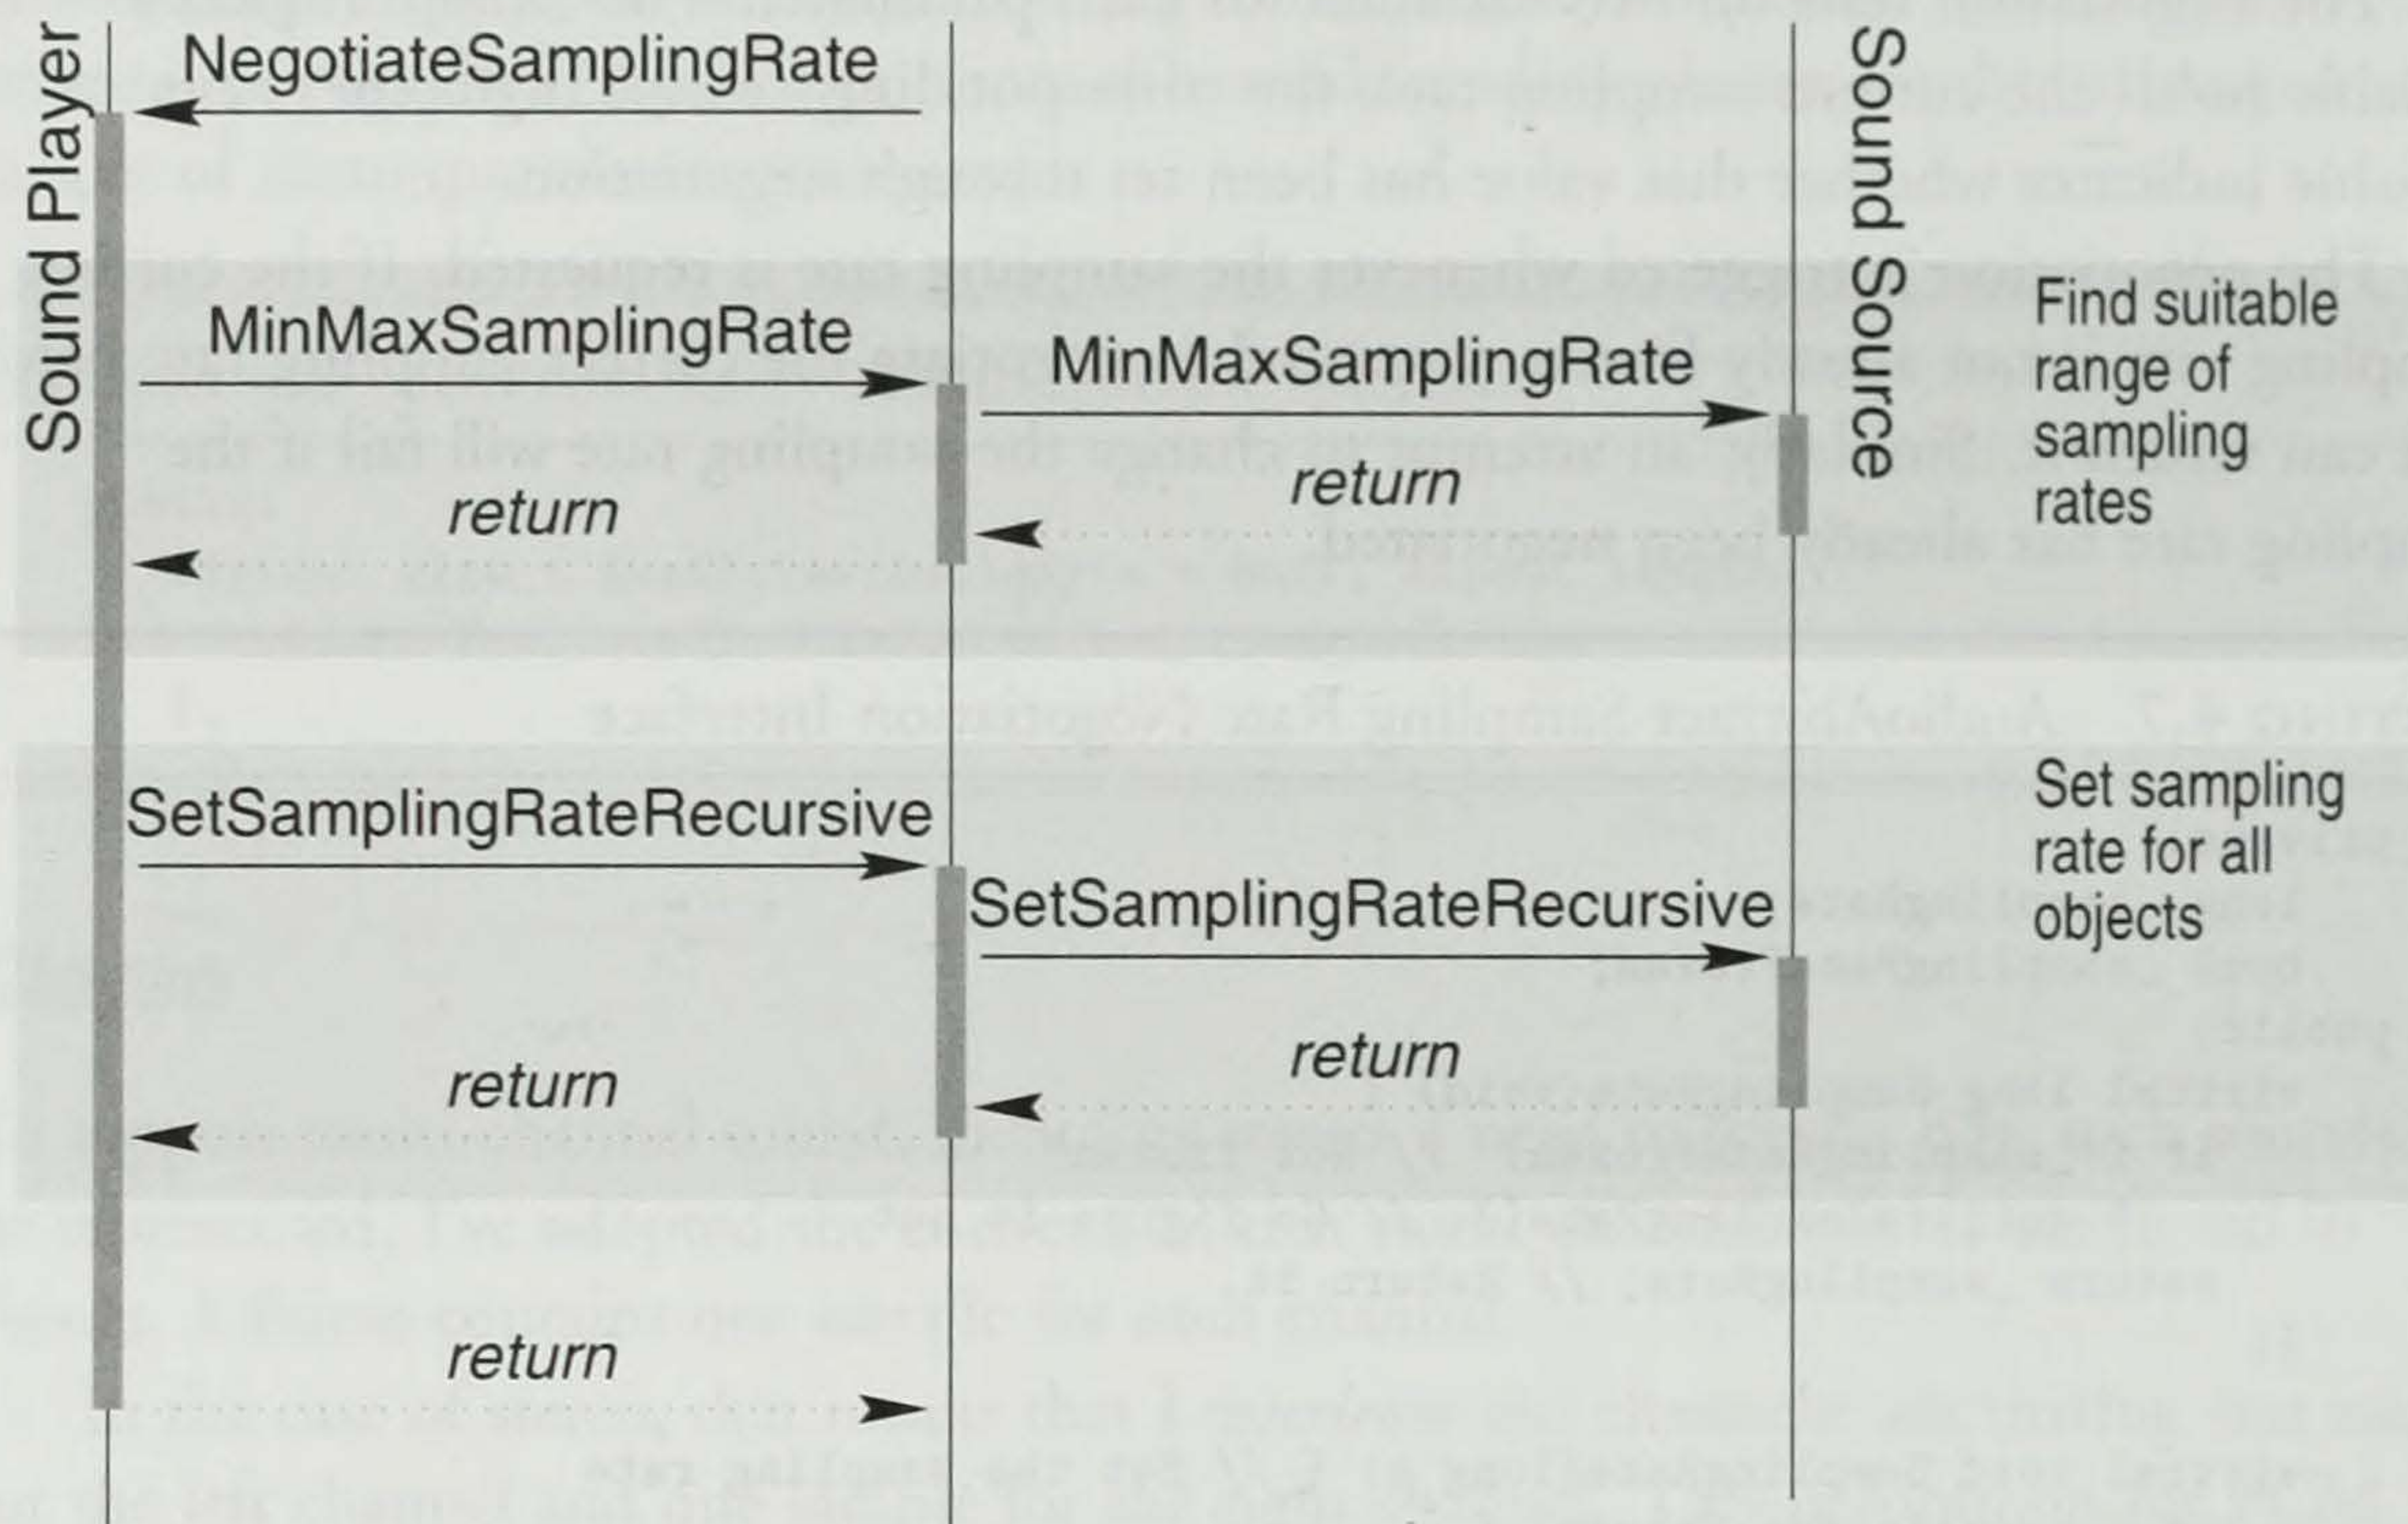 Sound Player
NegotiateSamplingRate
Sound Source
MinMaxSamplingRate
MinMaxSamplingRate
return
return
Find suitable
range of
sampling
rates
SetSamplingRateRecursive
SetSamplingRateRecursive
return
return
Set sampling
rate for all
objects
return